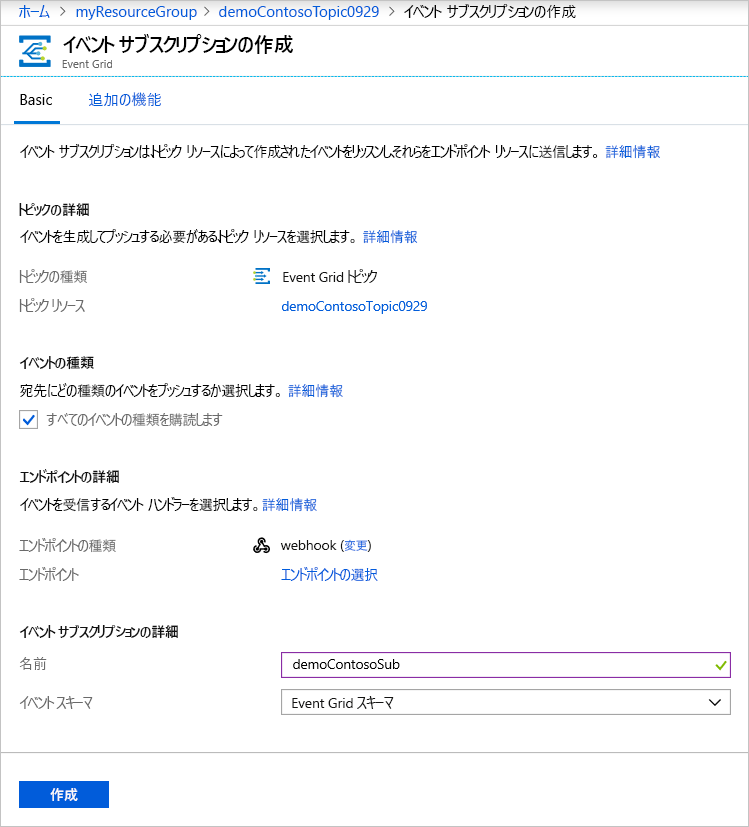 ホーム > myResourceGroup > demoContosoTopic0929 > イベント サブスクリプションの作成
イベント サブスクリプションの作成
Event Grid
Basic 追加の機能
イベント サブスクリプションは、トピック リソースによって作成されたイベントをリッスンし、それらをエンドポイント リソースに送信します。 詳細情報
トピックの詳細
イベントを生成してプッシュする必要があるトピック リソースを選択します。 詳細情報
トピックの種類 Event Grid トピック
トピック リソース demoContosoTopic0929
イベントの種類
宛先にどの種類のイベントをプッシュするか選択します。 詳細情報
すべてのイベントの種類を購読します
エンドポイントの詳細
イベントを受信するイベント ハンドラーを選択します。 詳細情報
エンドポイントの種類 webhook (変更)
エンドポイント エンドポイントの選択
イベント サブスクリプションの詳細
名前 demoContosoSub
イベント スキーマ Event Grid スキーマ
作成